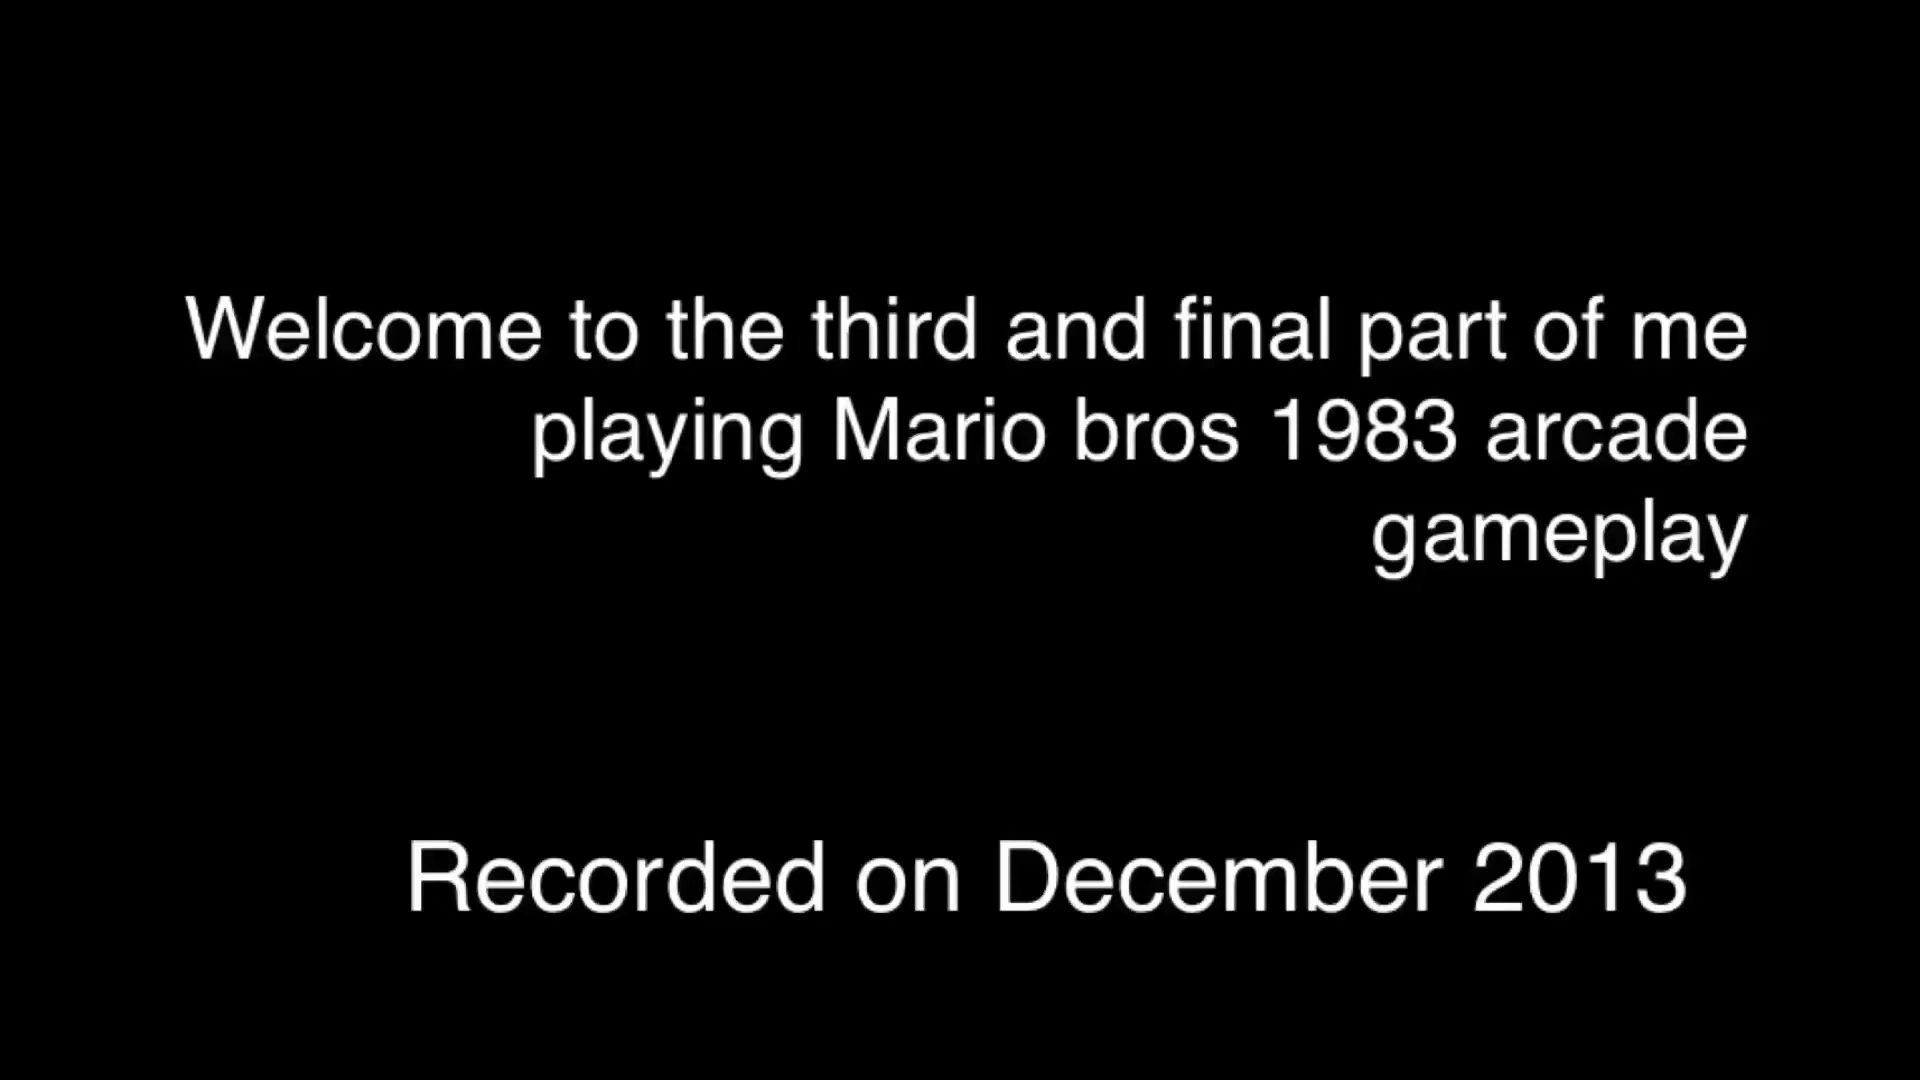 Welcome to the third and final part of me
playing Mario bros 1983 arcade
gameplay
Recorded on December 2013